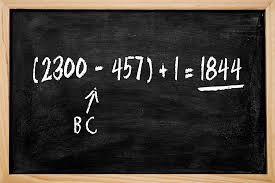 (2300 - 457) + 1 = 1844
BC